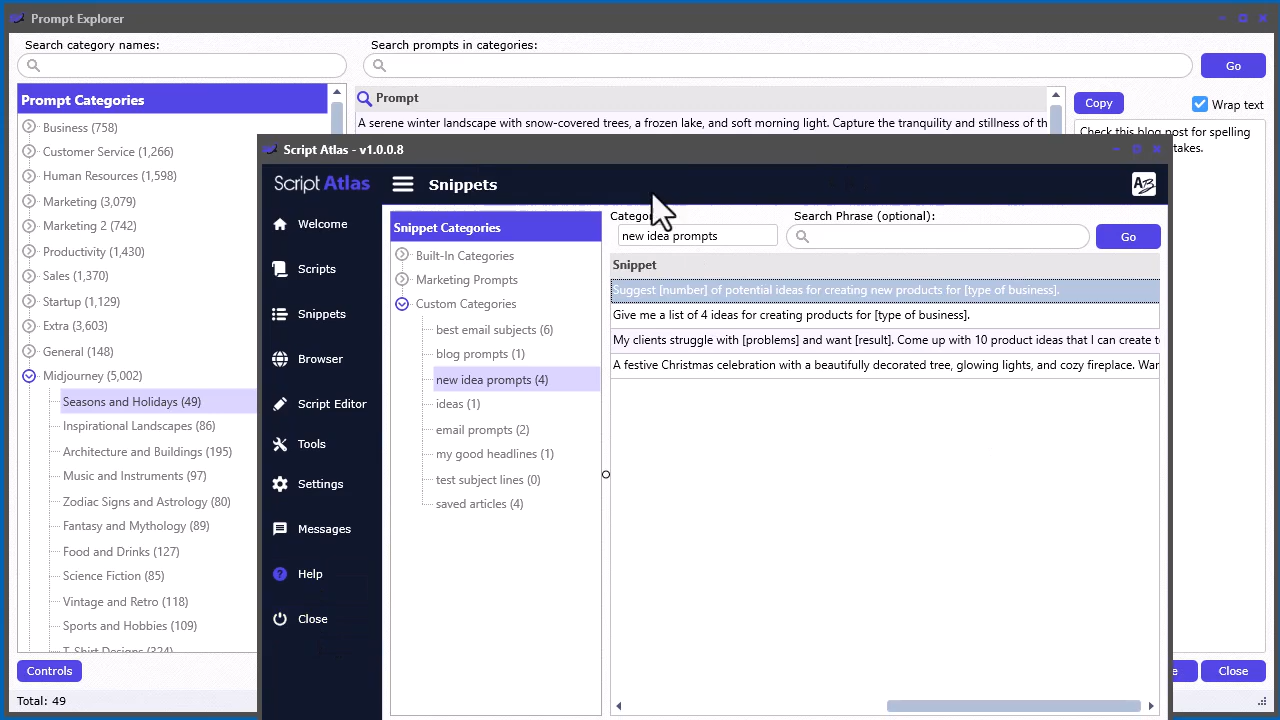 Prompt Explorer
Search category names:
Search prompts in categories:
Go
Prompt Categories
Business (758)
Customer Service (1,266)
Human Resources (1,598)
Marketing (3,079)
Marketing 2 (742)
Productivity (1,430)
Sales (1,370)
Startup (1,129)
Extra (3,603)
General (148)
Midjourney (5,002)
Seasons and Holidays (49)
Inspirational Landscapes (86)
Architecture and Buildings (195)
Music and Instruments (97)
Zodiac Signs and Astrology (80)
Fantasy and Mythology (89)
Food and Drinks (127)
Science Fiction (85)
Vintage and Retro (118)
Sports and Hobbies (109)
T-Shirt Designs (324)
Controls
Total: 49
Prompt
A serene winter landscape with snow-covered trees, a frozen lake, and soft morning light. Capture the tranquility and stillness of th
Copy
Wrap text
Check this blog post for spelling
takes.
Close
Script Atlas - v1.0.0.8
Script Atlas
Snippets
Welcome
Scripts
Snippets
Browser
Script Editor
Tools
Settings
Messages
Help
Close
Snippet Categories
Built-In Categories
Marketing Prompts
Custom Categories
best email subjects (6)
blog prompts (1)
new idea prompts (4)
ideas (1)
email prompts (2)
my good headlines (1)
test subject lines (0)
saved articles (4)
Categ
Search Phrase (optional):
new idea prompts
Go
Snippet
Suggest [number] of potential ideas for creating new products for [type of business].
Give me a list of 4 ideas for creating products for [type of business].
My clients struggle with [problems] and want [result]. Come up with 10 product ideas that I can create t
A festive Christmas celebration with a beautifully decorated tree, glowing lights, and cozy fireplace. War